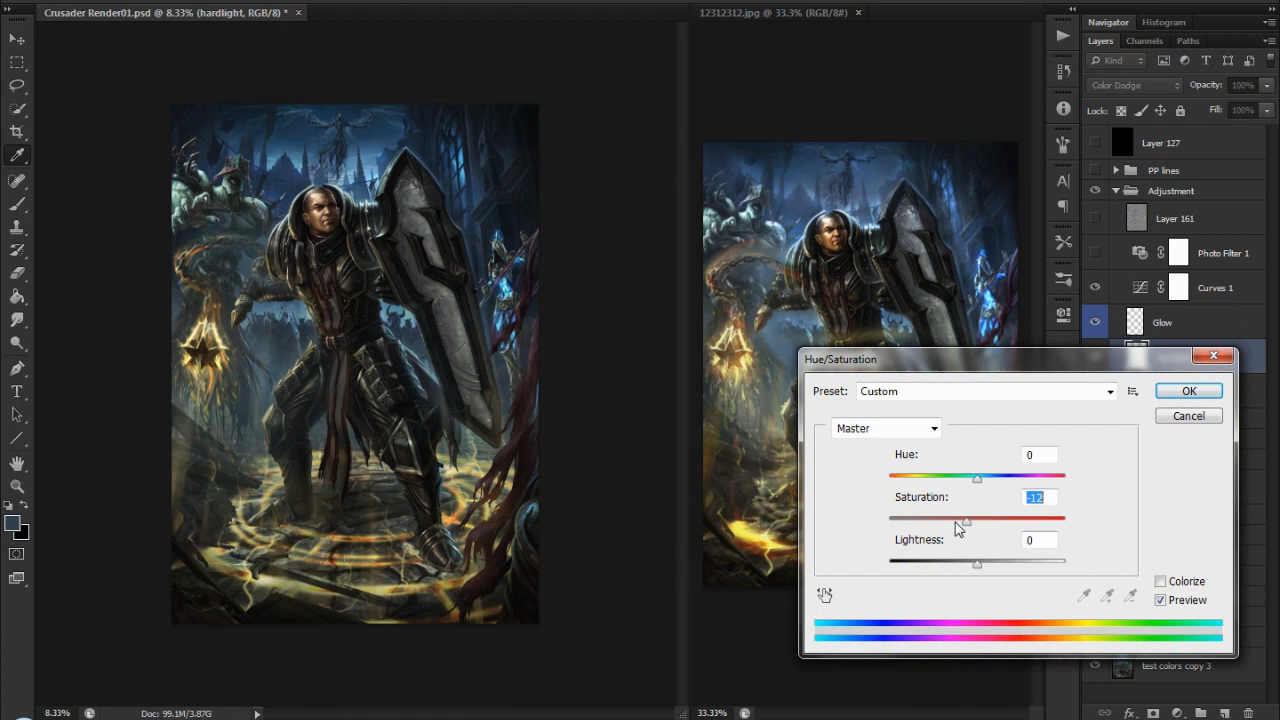 Crusader Render01.psd @ 8.33% (hardlight, RGB/8) * ×
12312312.jpg @ 33.3% (RGB/8#) ×
Navigator Histogram
Layers Channels Paths
Kind
Color Dodge Opacity: 100%
Lock: Fill: 100%
Layer 127
PP lines
Adjustment
Layer 161
Photo Filter 1
Curves 1
Glow
Hue/Saturation
Preset: Custom OK
Cancel
Master
Hue: 0
Saturation: -12
Lightness: 0
Colorize
Preview
test colors copy 3
8.33% Doc: 99.1M/3.87G
33.33%